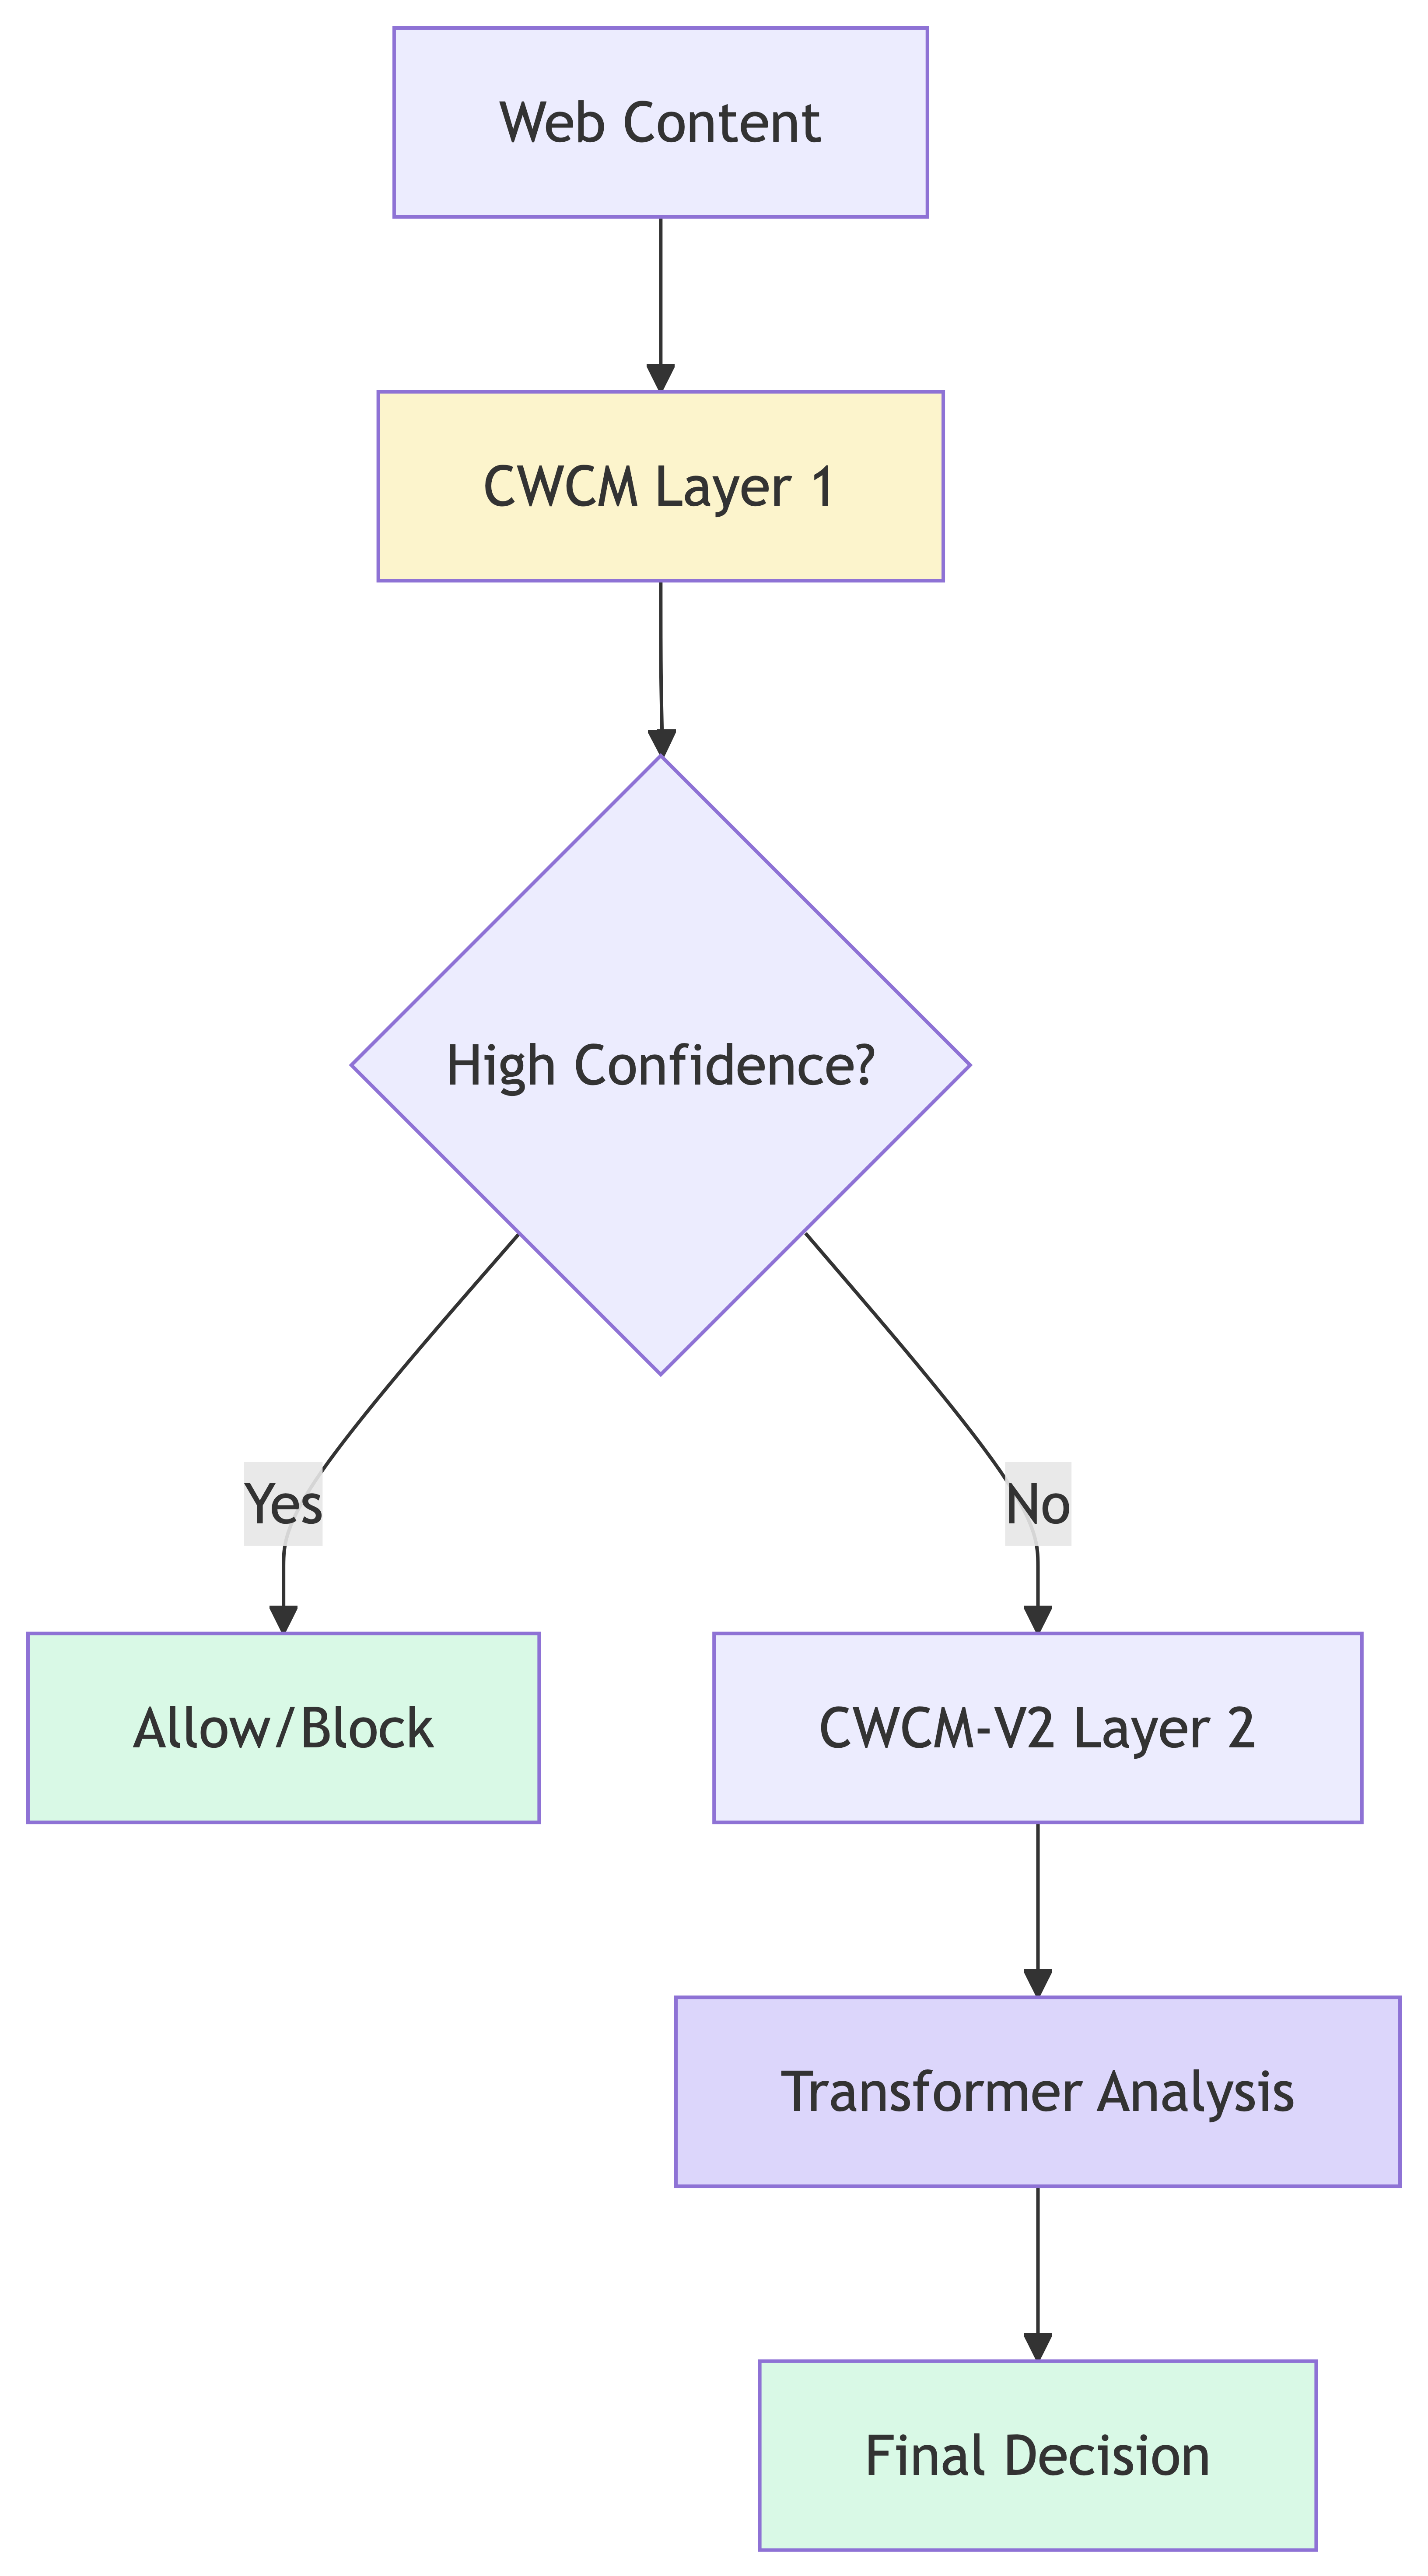 Web Content
CWCM Layer 1
High Confidence?
Yes
No
Allow/Block
CWCM-V2 Layer 2
Transformer Analysis
Final Decision